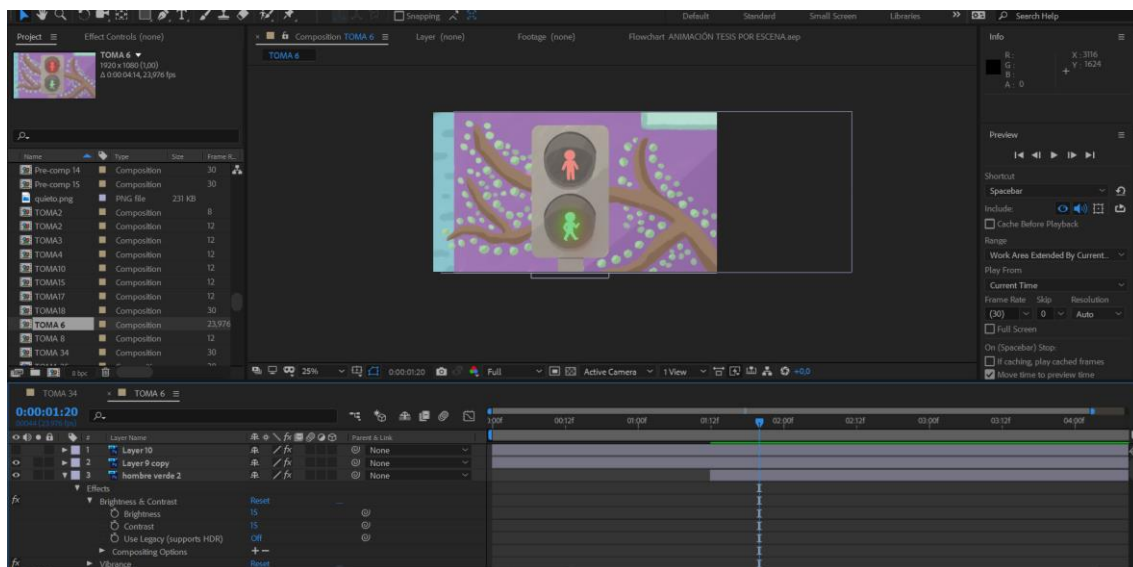 Snapping
Default
Standard
Small Screen
Libraries
Search Help
Project
Effect Controls (none)
Composition TOMA 6
Layer (none)
Footage (none)
Flowchart ANIMACIÓN TESIS POR ESCENA.aep
Info
TOMA 6
TOMA 6
1920 x 1080 (1,00)
Δ 0:00:04:14, 23,976 fps
R :
G :
B :
A : 0
X : 3116
Y : 1624
Preview
Shortcut
Spacebar
Include:
Cache Before Playback
Range
Work Area Extended By Current...
Play From
Current Time
Frame Rate Skip Resolution
(30) 0 Auto
Full Screen
On (Spacebar) Stop:
If caching, play cached frames
Move time to preview time
Name Type Size Frame R...
Pre-comp 14 Composition 30
Pre-comp 15 Composition 30
quieto.png PNG file 231 KB
TOMA2 Composition 8
TOMA2 Composition 12
TOMA3 Composition 12
TOMA4 Composition 12
TOMA10 Composition 12
TOMA15 Composition 12
TOMA17 Composition 12
TOMA18 Composition 30
TOMA 6 Composition 23,976
TOMA 8 Composition 12
TOMA 34 Composition 30
8 bpc
25%
0:00:01:20
Full
Active Camera
1 View
+0,0
TOMA 34
TOMA 6
0:00:01:20
00044 (23.976 fps)
):00f 00:12f 01:00f 01:12f 02:00f 02:12f 03:00f 03:12f 04:00f
# Layer Name Parent & Link
1 Layer 10 None
2 Layer 9 copy None
3 hombre verde 2 None
Effects
fx Brightness & Contrast Reset
Brightness 15
Contrast 15
Use Legacy (supports HDR) Off
Compositing Options +−
fx Vibrance Reset